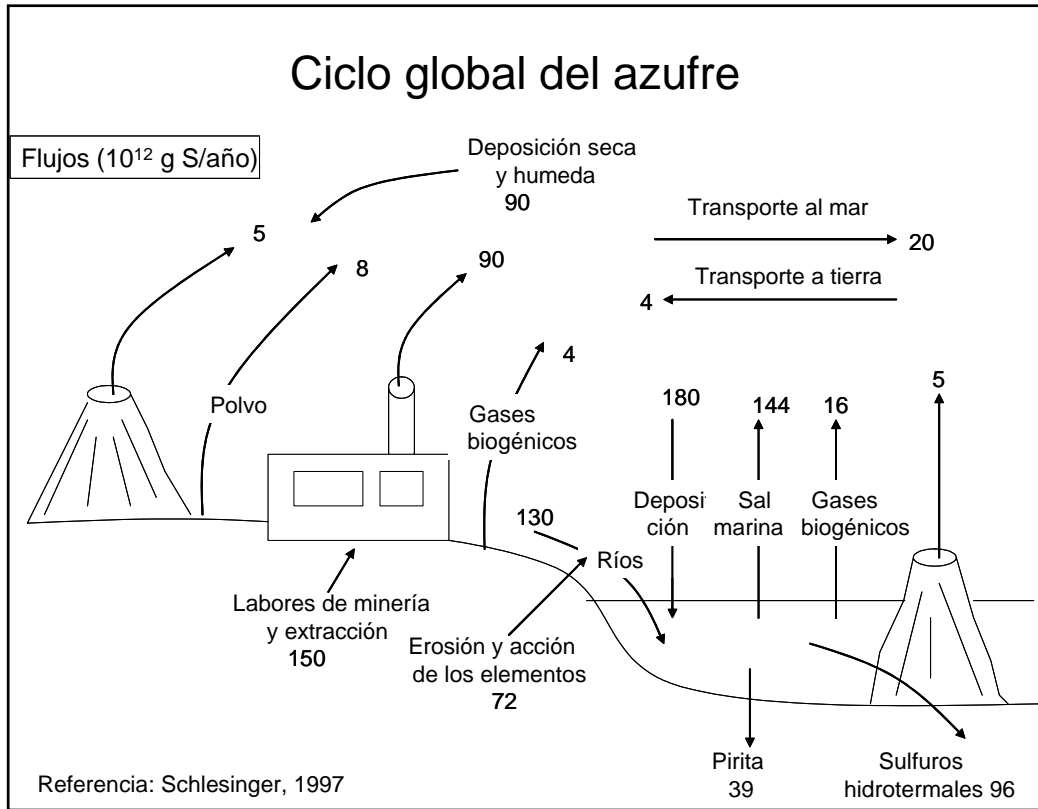 Ciclo global del azufre
Flujos (10¹² g S/año)
Deposición seca
y humeda
90
Transporte al mar
20
5
8
90
Transporte a tierra
4
4
Polvo
Gases
biogénicos
180
144
16
5
Deposi
ción
Sal
marina
Gases
biogénicos
130
Ríos
Labores de minería
y extracción
150
Erosión y acción
de los elementos
72
Pirita
39
Sulfuros
hidrotermales 96
Referencia: Schlesinger, 1997